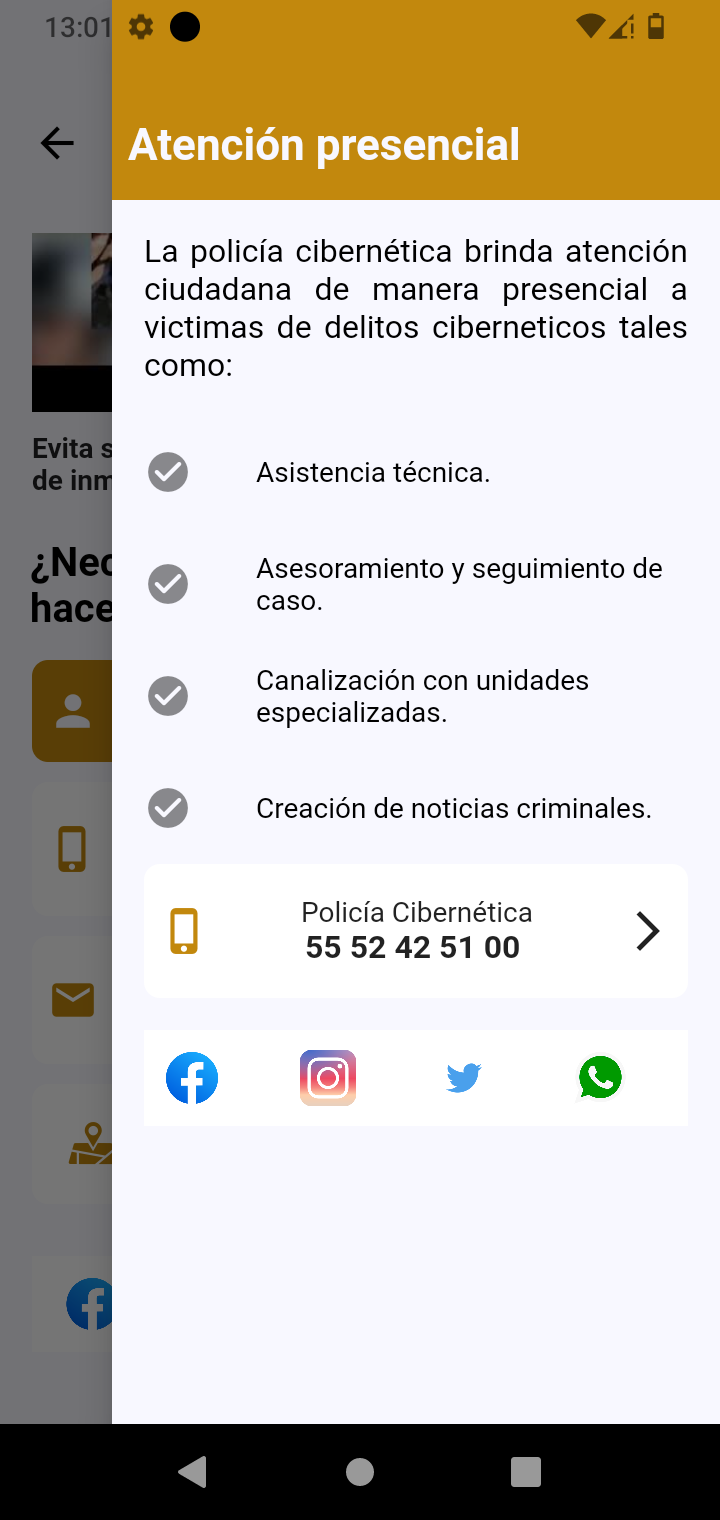 13:01
Atención presencial
La policía cibernética brinda atención
ciudadana de manera presencial a
victimas de delitos ciberneticos tales
como:
Evita s
de inm
¿Nec
hace
Asistencia técnica.
Asesoramiento y seguimiento de
caso.
Canalización con unidades
especializadas.
Creación de noticias criminales.
Policía Cibernética
55 52 42 51 00